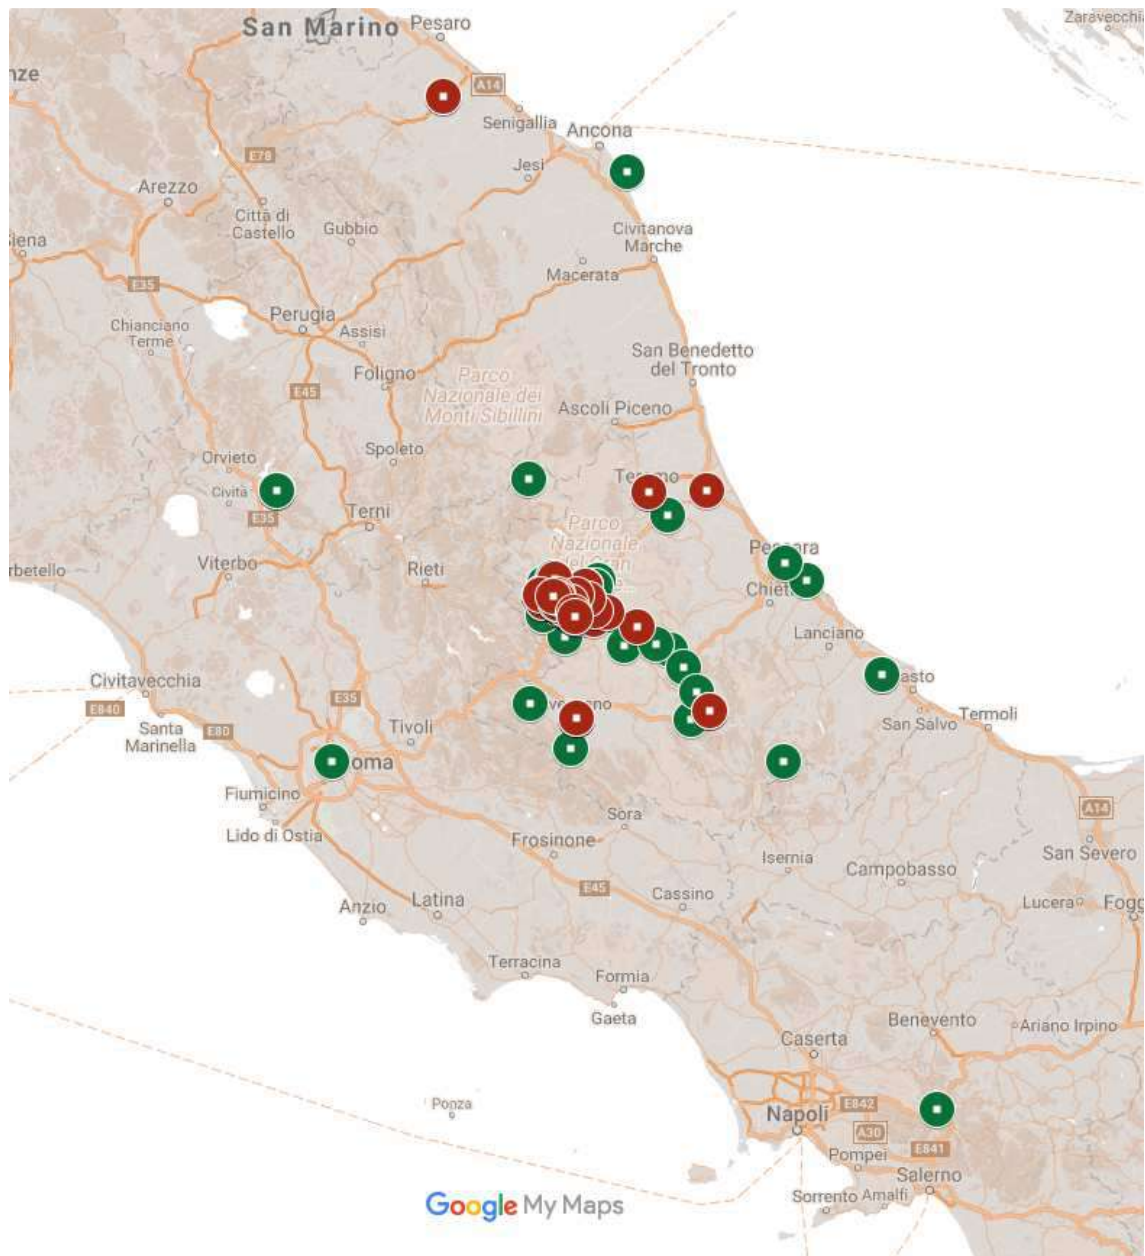 San Marino
Pesaro
Zaravecchia
nze
A14
Senigallia
Ancona
E78
Jesi
Arezzo
Città di
Castello
Gubbio
Civitanova
Marche
Siena
Macerata
E35
Perugia
Chianciano
Terme
Assisi
San Benedetto
del Tronto
Foligno
Parco
Nazionale dei
Monti Sibillini
E45
Ascoli Piceno
Spoleto
Orvieto
Civita
E35
Terni
Parco
Nazionale
del Gran
Viterbo
Rieti
rbetello
Chieti
Lanciano
Civitavecchia
E840
Santa
Marinella
E80
E35
Tivoli
San Salvo
Termoli
oma
Fiumicino
Lido di Ostia
Sora
A14
Frosinone
Isernia
San Severo
E45
Campobasso
Cassino
Lucera
Fogg
Anzio
Latina
Terracina
Formia
Gaeta
Benevento
Ariano Irpino
Caserta
Ponza
E842
Napoli
A30
E841
Pompei
Salerno
Sorrento
Amalfi
Google My Maps